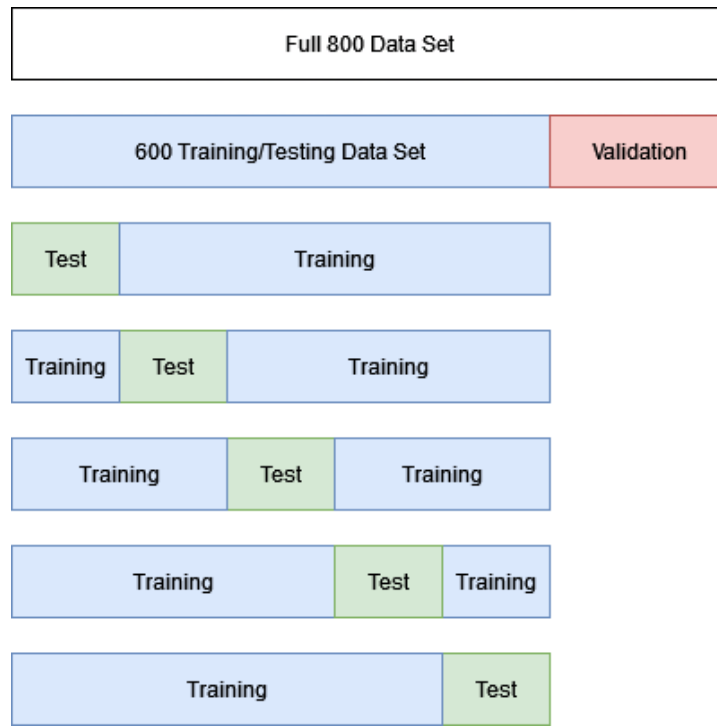 Full 800 Data Set
600 Training/Testing Data Set Validation
Test Training
Training Test Training
Training Test Training
Training Test Training
Training Test